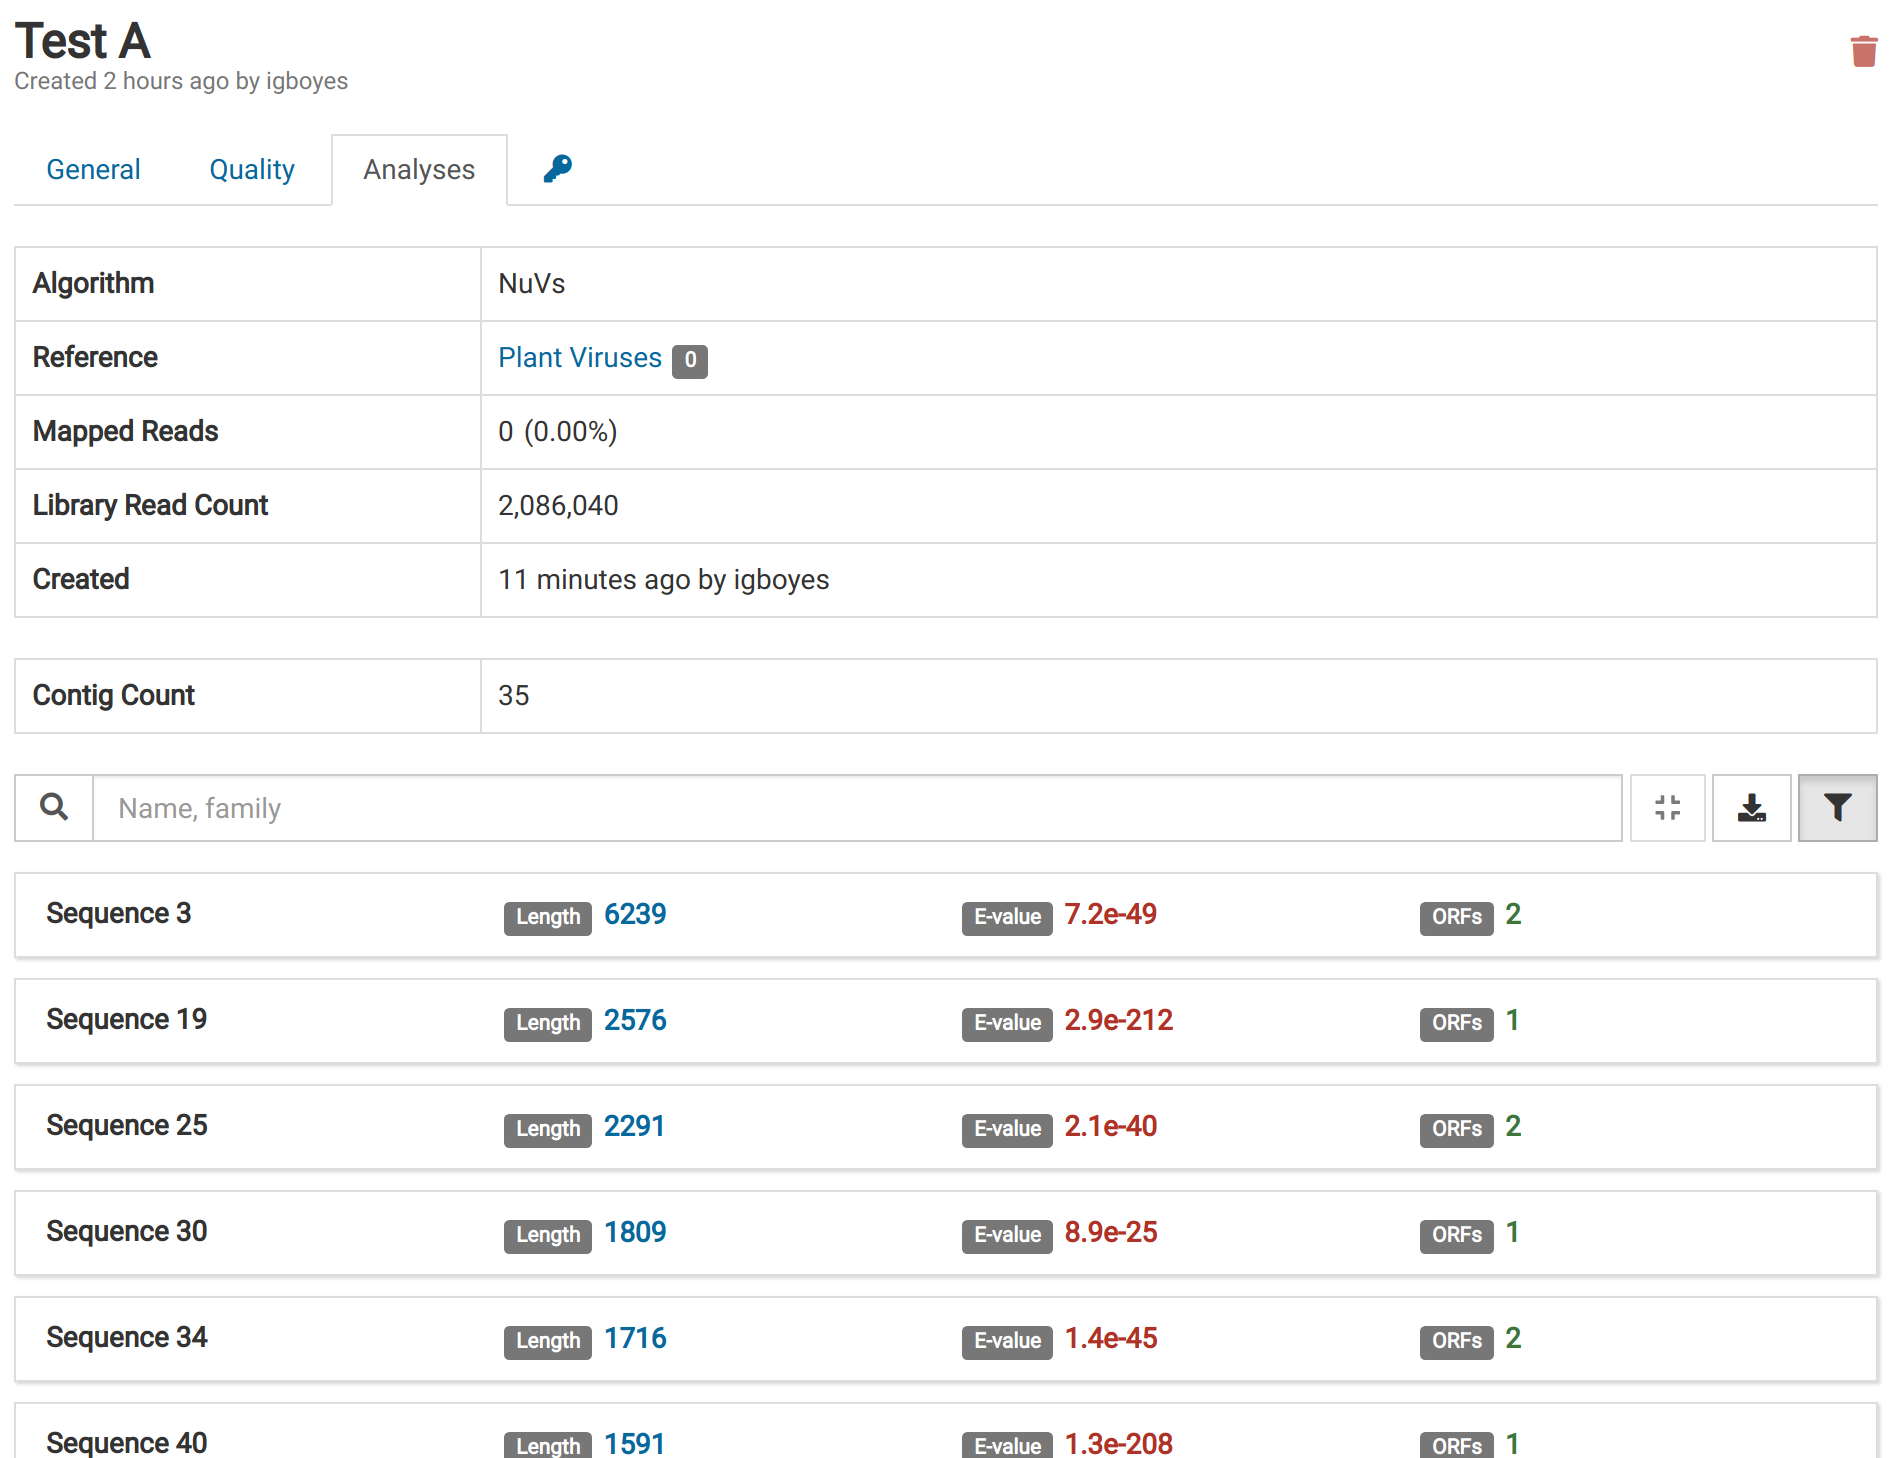 Test A
Created 2 hours ago by igboyes
General Quality Analyses
Algorithm NuVs
Reference Plant Viruses 0
Mapped Reads 0 (0.00%)
Library Read Count 2,086,040
Created 11 minutes ago by igboyes
Contig Count 35
Name, family
Sequence 3 Length 6239 E-value 7.2e-49 ORFs 2
Sequence 19 Length 2576 E-value 2.9e-212 ORFs 1
Sequence 25 Length 2291 E-value 2.1e-40 ORFs 2
Sequence 30 Length 1809 E-value 8.9e-25 ORFs 1
Sequence 34 Length 1716 E-value 1.4e-45 ORFs 2
Sequence 40 Length 1591 E-value 1.3e-208 ORFs 1